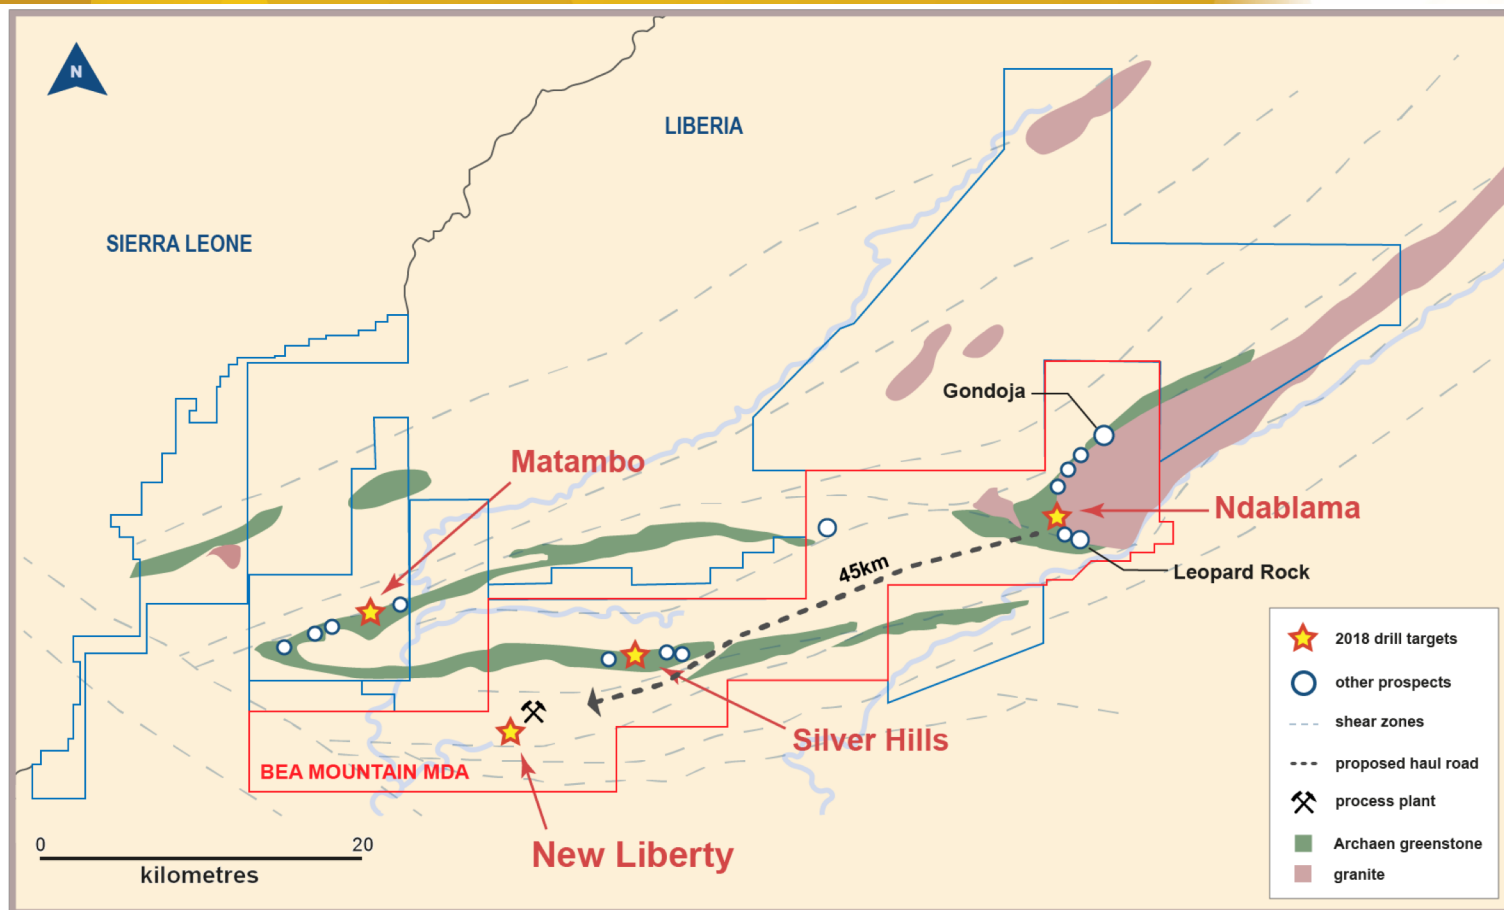 N
LIBERIA
SIERRA LEONE
Gondoja
Matambo
Ndablama
45km
Leopard Rock
Silver Hills
BEA MOUNTAIN MDA
New Liberty
0 20
kilometres
2018 drill targets
other prospects
shear zones
proposed haul road
process plant
Archaen greenstone
granite